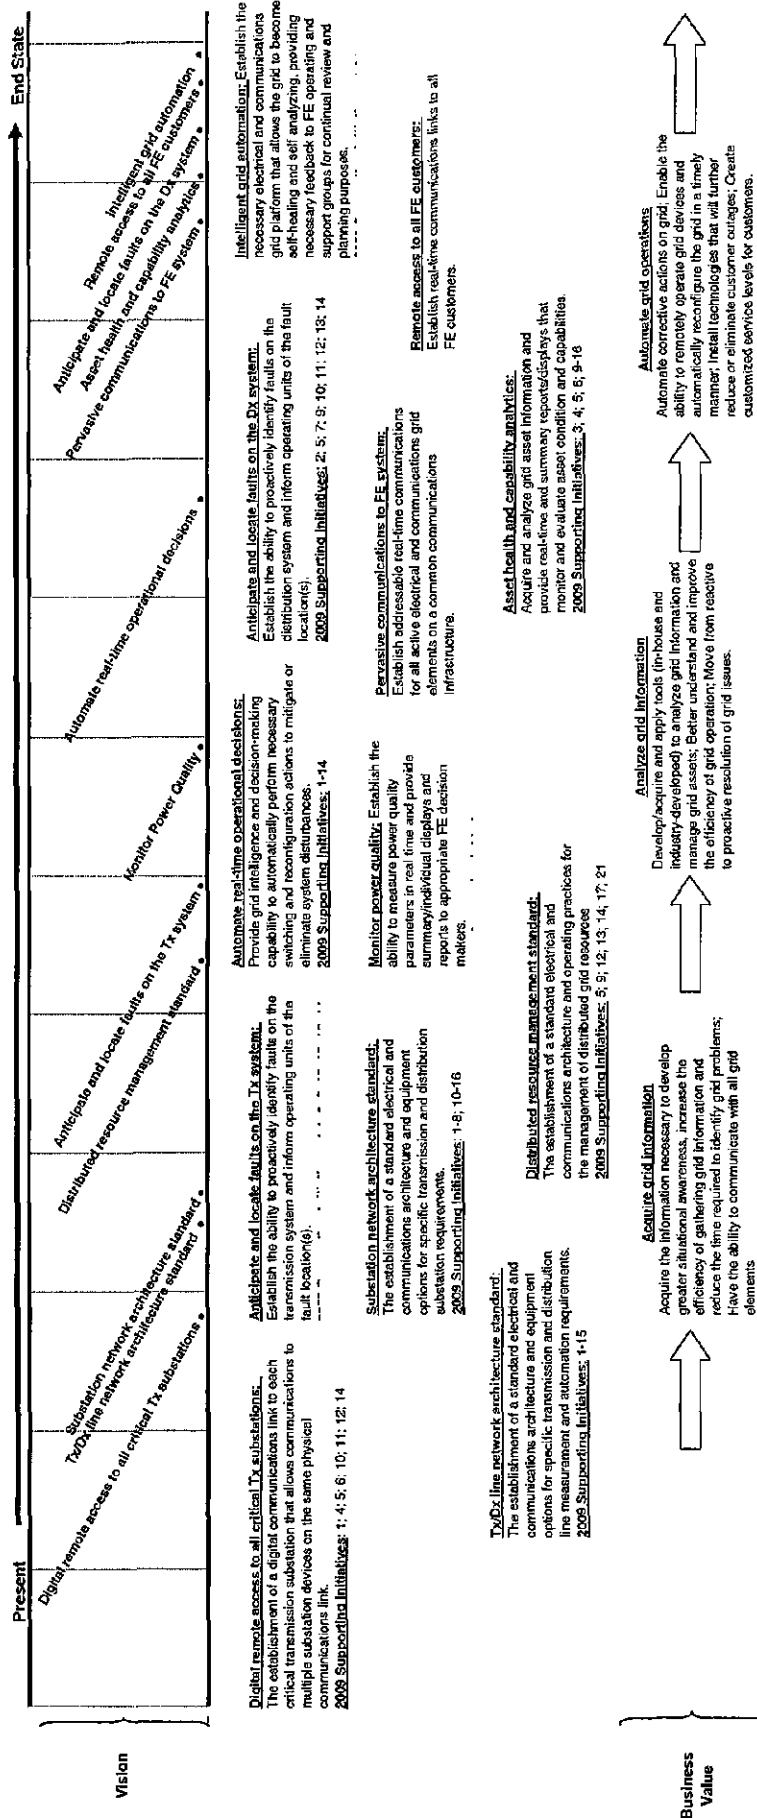 Present
End State
Vision
Digital remote access to all critical Tx substations
Tx/Dx line network architecture standard
Substation network architecture standard
Distributed resource management standard
Anticipate and locate faults on the Tx system
Monitor Power Quality
Automate real-time operational decisions
Pervasive communications to FE system
Asset health and capability analytics
Anticipate and locate faults on the Dx system
Remote access to all FE customers
Intelligent grid automation
Digital remote access to all critical Tx substations:
The establishment of a digital communications link to each
critical transmission substation that allows communications to
multiple substation devices on the same physical
communications link.
2009 Supporting Initiatives: 1; 4; 5; 6; 10; 11; 12; 14
Tx/Dx line network architecture standard:
The establishment of a standard electrical and
communications architecture and equipment
options for specific transmission and distribution
line measurement and automation requirements.
2009 Supporting Initiatives: 1-15
Anticipate and locate faults on the Tx system:
Establish the ability to proactively identify faults on the
transmission system and inform operating units of the
fault location(s).
Substation network architecture standard:
The establishment of a standard electrical and
communications architecture and equipment
options for specific transmission and distribution
substation requirements.
2009 Supporting Initiatives: 1-8; 10-16
Distributed resource management standard:
The establishment of a standard electrical and
communications architecture and operating practices for
the management of distributed grid resources
2009 Supporting Initiatives: 5; 9; 12; 13; 14; 17; 21
Automate real-time operational decisions:
Provide grid intelligence and decision-making
capability to automatically perform necessary
switching and reconfiguration actions to mitigate or
eliminate system disturbances.
2009 Supporting Initiatives: 1-14
Monitor power quality: Establish the
ability to measure power quality
parameters in real time and provide
summary/individual displays and
reports to appropriate FE decision
makers.
Anticipate and locate faults on the Dx system:
Establish the ability to proactively identify faults on the
distribution system and inform operating units of the fault
location(s).
2009 Supporting Initiatives: 2; 5; 7; 9; 10; 11; 12; 13; 14
Pervasive communications to FE system:
Establish addressable real-time communications
for all active electrical and communications grid
elements on a common communications
infrastructure.
Asset health and capability analytics:
Acquire and analyze grid asset information and
provide real-time and summary reports/displays that
monitor and evaluate asset condition and capabilities.
2009 Supporting Initiatives: 3; 4; 5; 6; 9-16
Intelligent grid automation: Establish the
necessary electrical and communications
grid platform that allows the grid to become
self-healing and self analyzing, providing
necessary feedback to FE operating and
support groups for continual review and
planning purposes.
Remote access to all FE customers:
Establish real-time communications links to all
FE customers.
Business
Value
Acquire grid information
Acquire the information necessary to develop
greater situational awareness, increase the
efficiency of gathering grid information and
reduce the time required to identify grid problems;
Have the ability to communicate with all grid
elements
Analyze grid information
Develop/acquire and apply tools (in-house and
industry-developed) to analyze grid information and
manage grid assets; Better understand and improve
the efficiency of grid operation; Move from reactive
to proactive resolution of grid issues.
Automate grid operations
Automate corrective actions on grid; Enable the
ability to remotely operate grid devices and
automatically reconfigure the grid in a timely
manner; Install technologies that will further
reduce or eliminate customer outages; Create
customized service levels for customers.